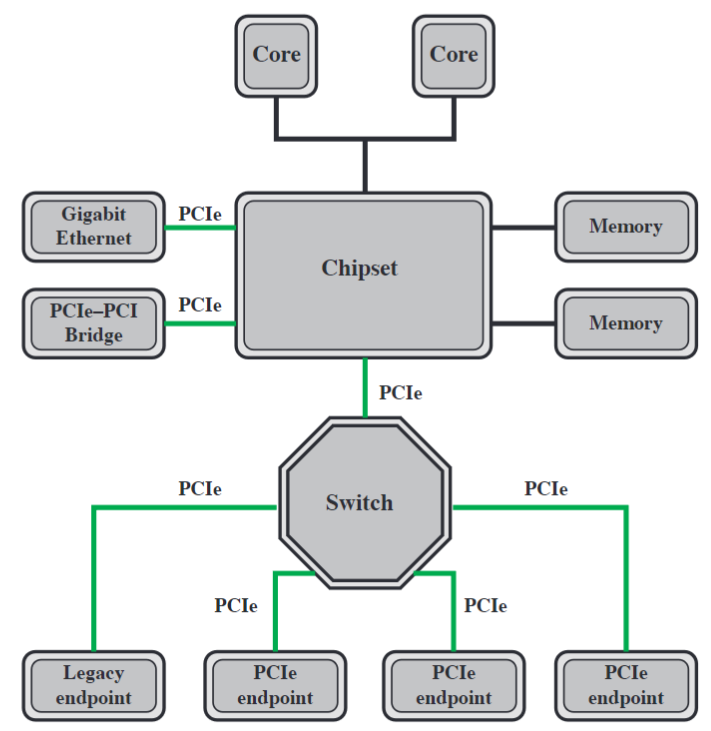 Core
Core
Gigabit
Ethernet
PCIe
Chipset
Memory
PCIe–PCI
Bridge
PCIe
Memory
PCIe
Switch
PCIe
PCIe
PCIe
PCIe
Legacy
endpoint
PCIe
endpoint
PCIe
endpoint
PCIe
endpoint